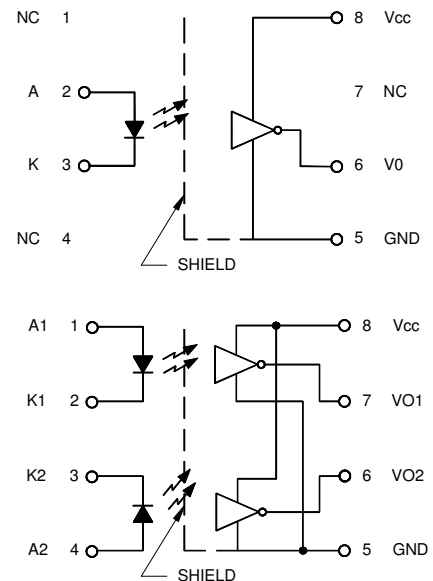 NC 1 8 Vcc
A 2 7 NC
K 3 6 V0
NC 4 5 GND
SHIELD
A1 1 8 Vcc
K1 2 7 VO1
K2 3 6 VO2
A2 4 5 GND
SHIELD